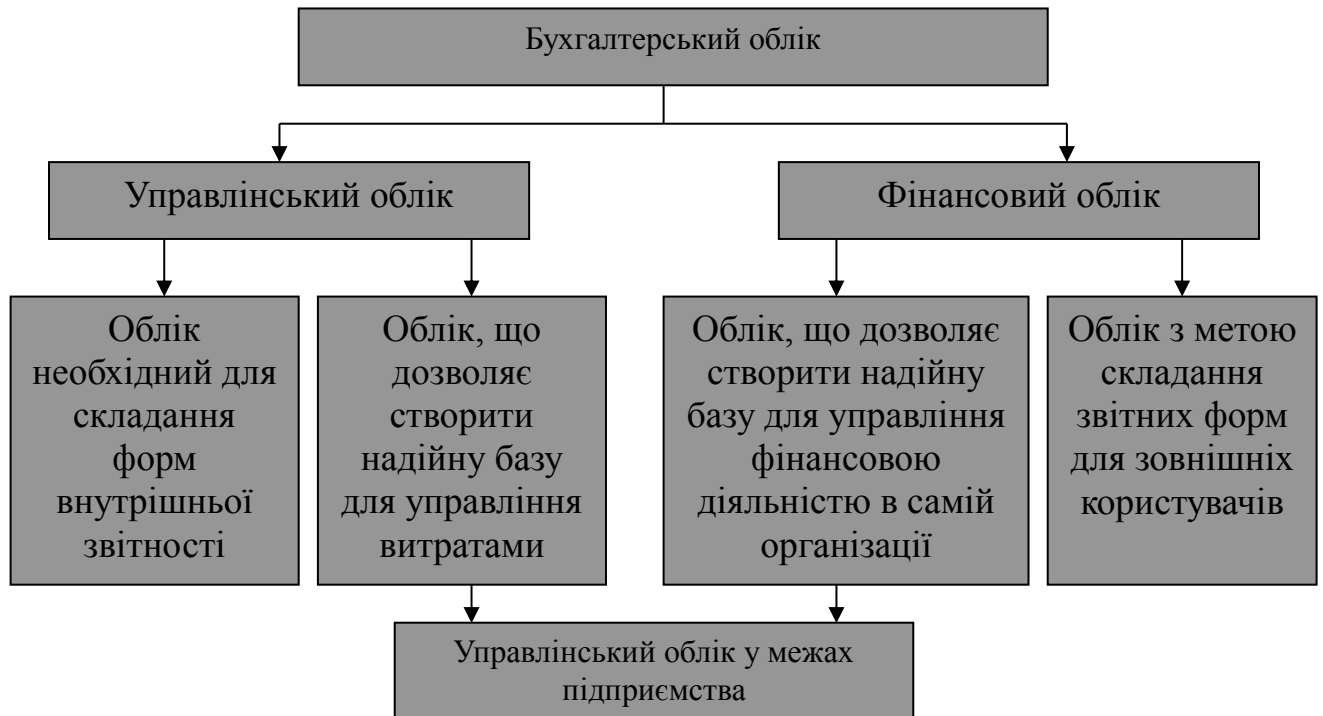 Бухгалтерський облік
Управлінський облік
Фінансовий облік
Облік
необхідний для
складання
форм
внутрішньої
звітності
Облік, що
дозволяє
створити
надійну базу
для управління
витратами
Облік, що дозволяє
створити надійну
базу для управління
фінансовою
діяльністю в самій
організації
Облік з метою
складання
звітних форм
для зовнішніх
користувачів
Управлінський облік у межах
підприємства